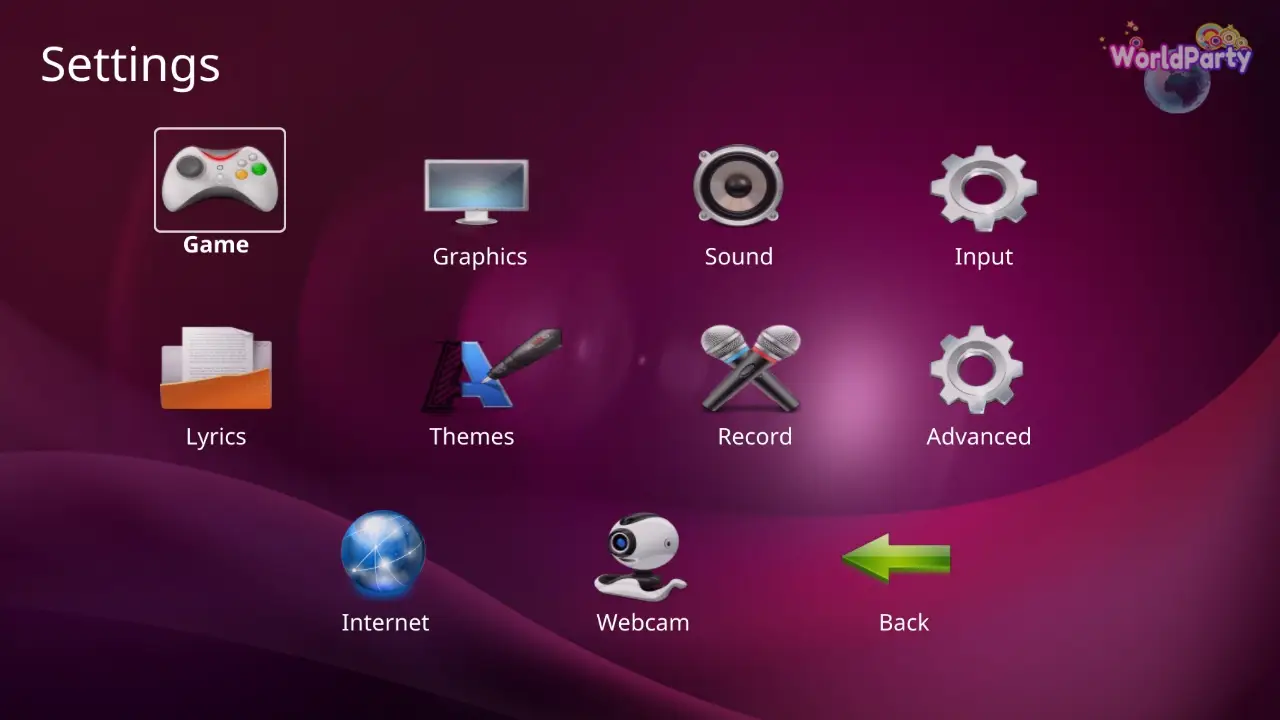 Settings
WorldParty
Game
Graphics
Sound
Input
Lyrics
Themes
Record
Advanced
Internet
Webcam
Back